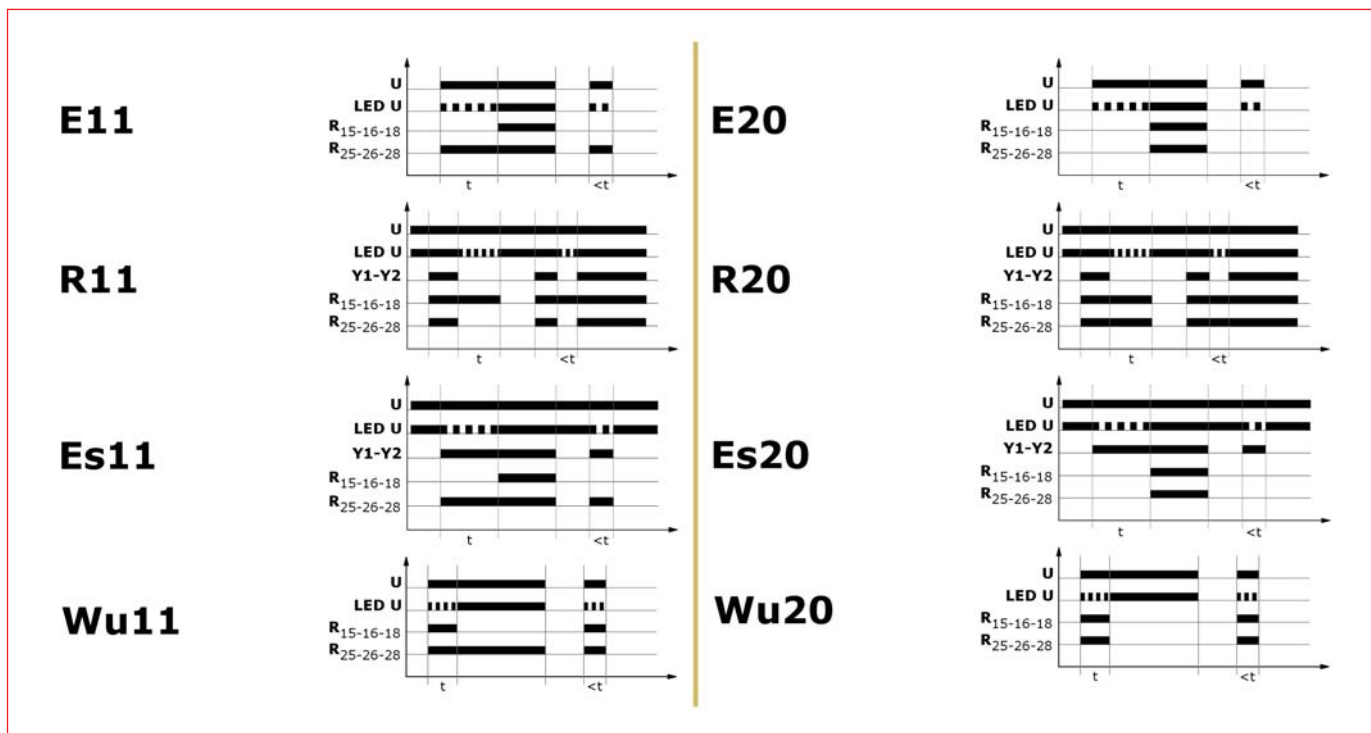 E11
U
LED U
R15-16-18
R25-26-28
t <t
R11
U
LED U
Y1-Y2
R15-16-18
R25-26-28
t <t
Es11
U
LED U
Y1-Y2
R15-16-18
R25-26-28
t <t
Wu11
U
LED U
R15-16-18
R25-26-28
t <t
E20
U
LED U
R15-16-18
R25-26-28
t <t
R20
U
LED U
Y1-Y2
R15-16-18
R25-26-28
t <t
Es20
U
LED U
Y1-Y2
R15-16-18
R25-26-28
t <t
Wu20
U
LED U
R15-16-18
R25-26-28
t <t